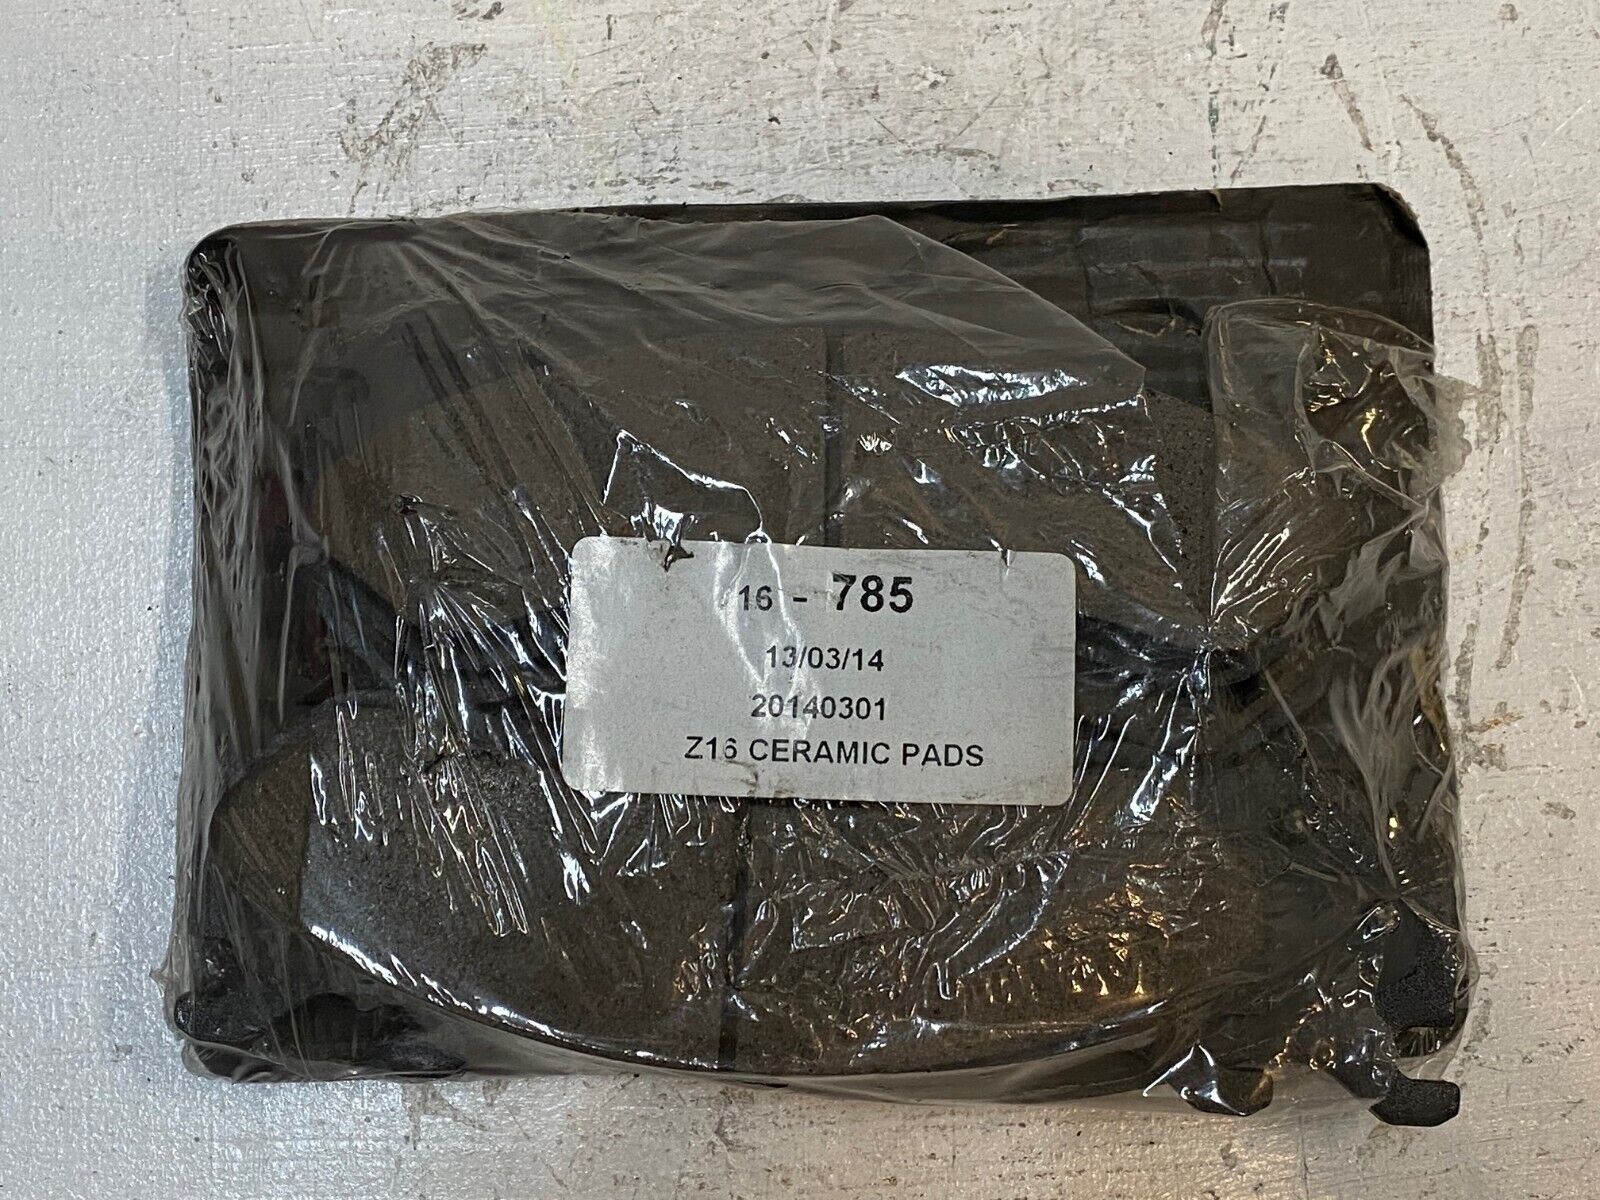 16 - 785
13/03/14
20140301
Z16 CERAMIC PADS